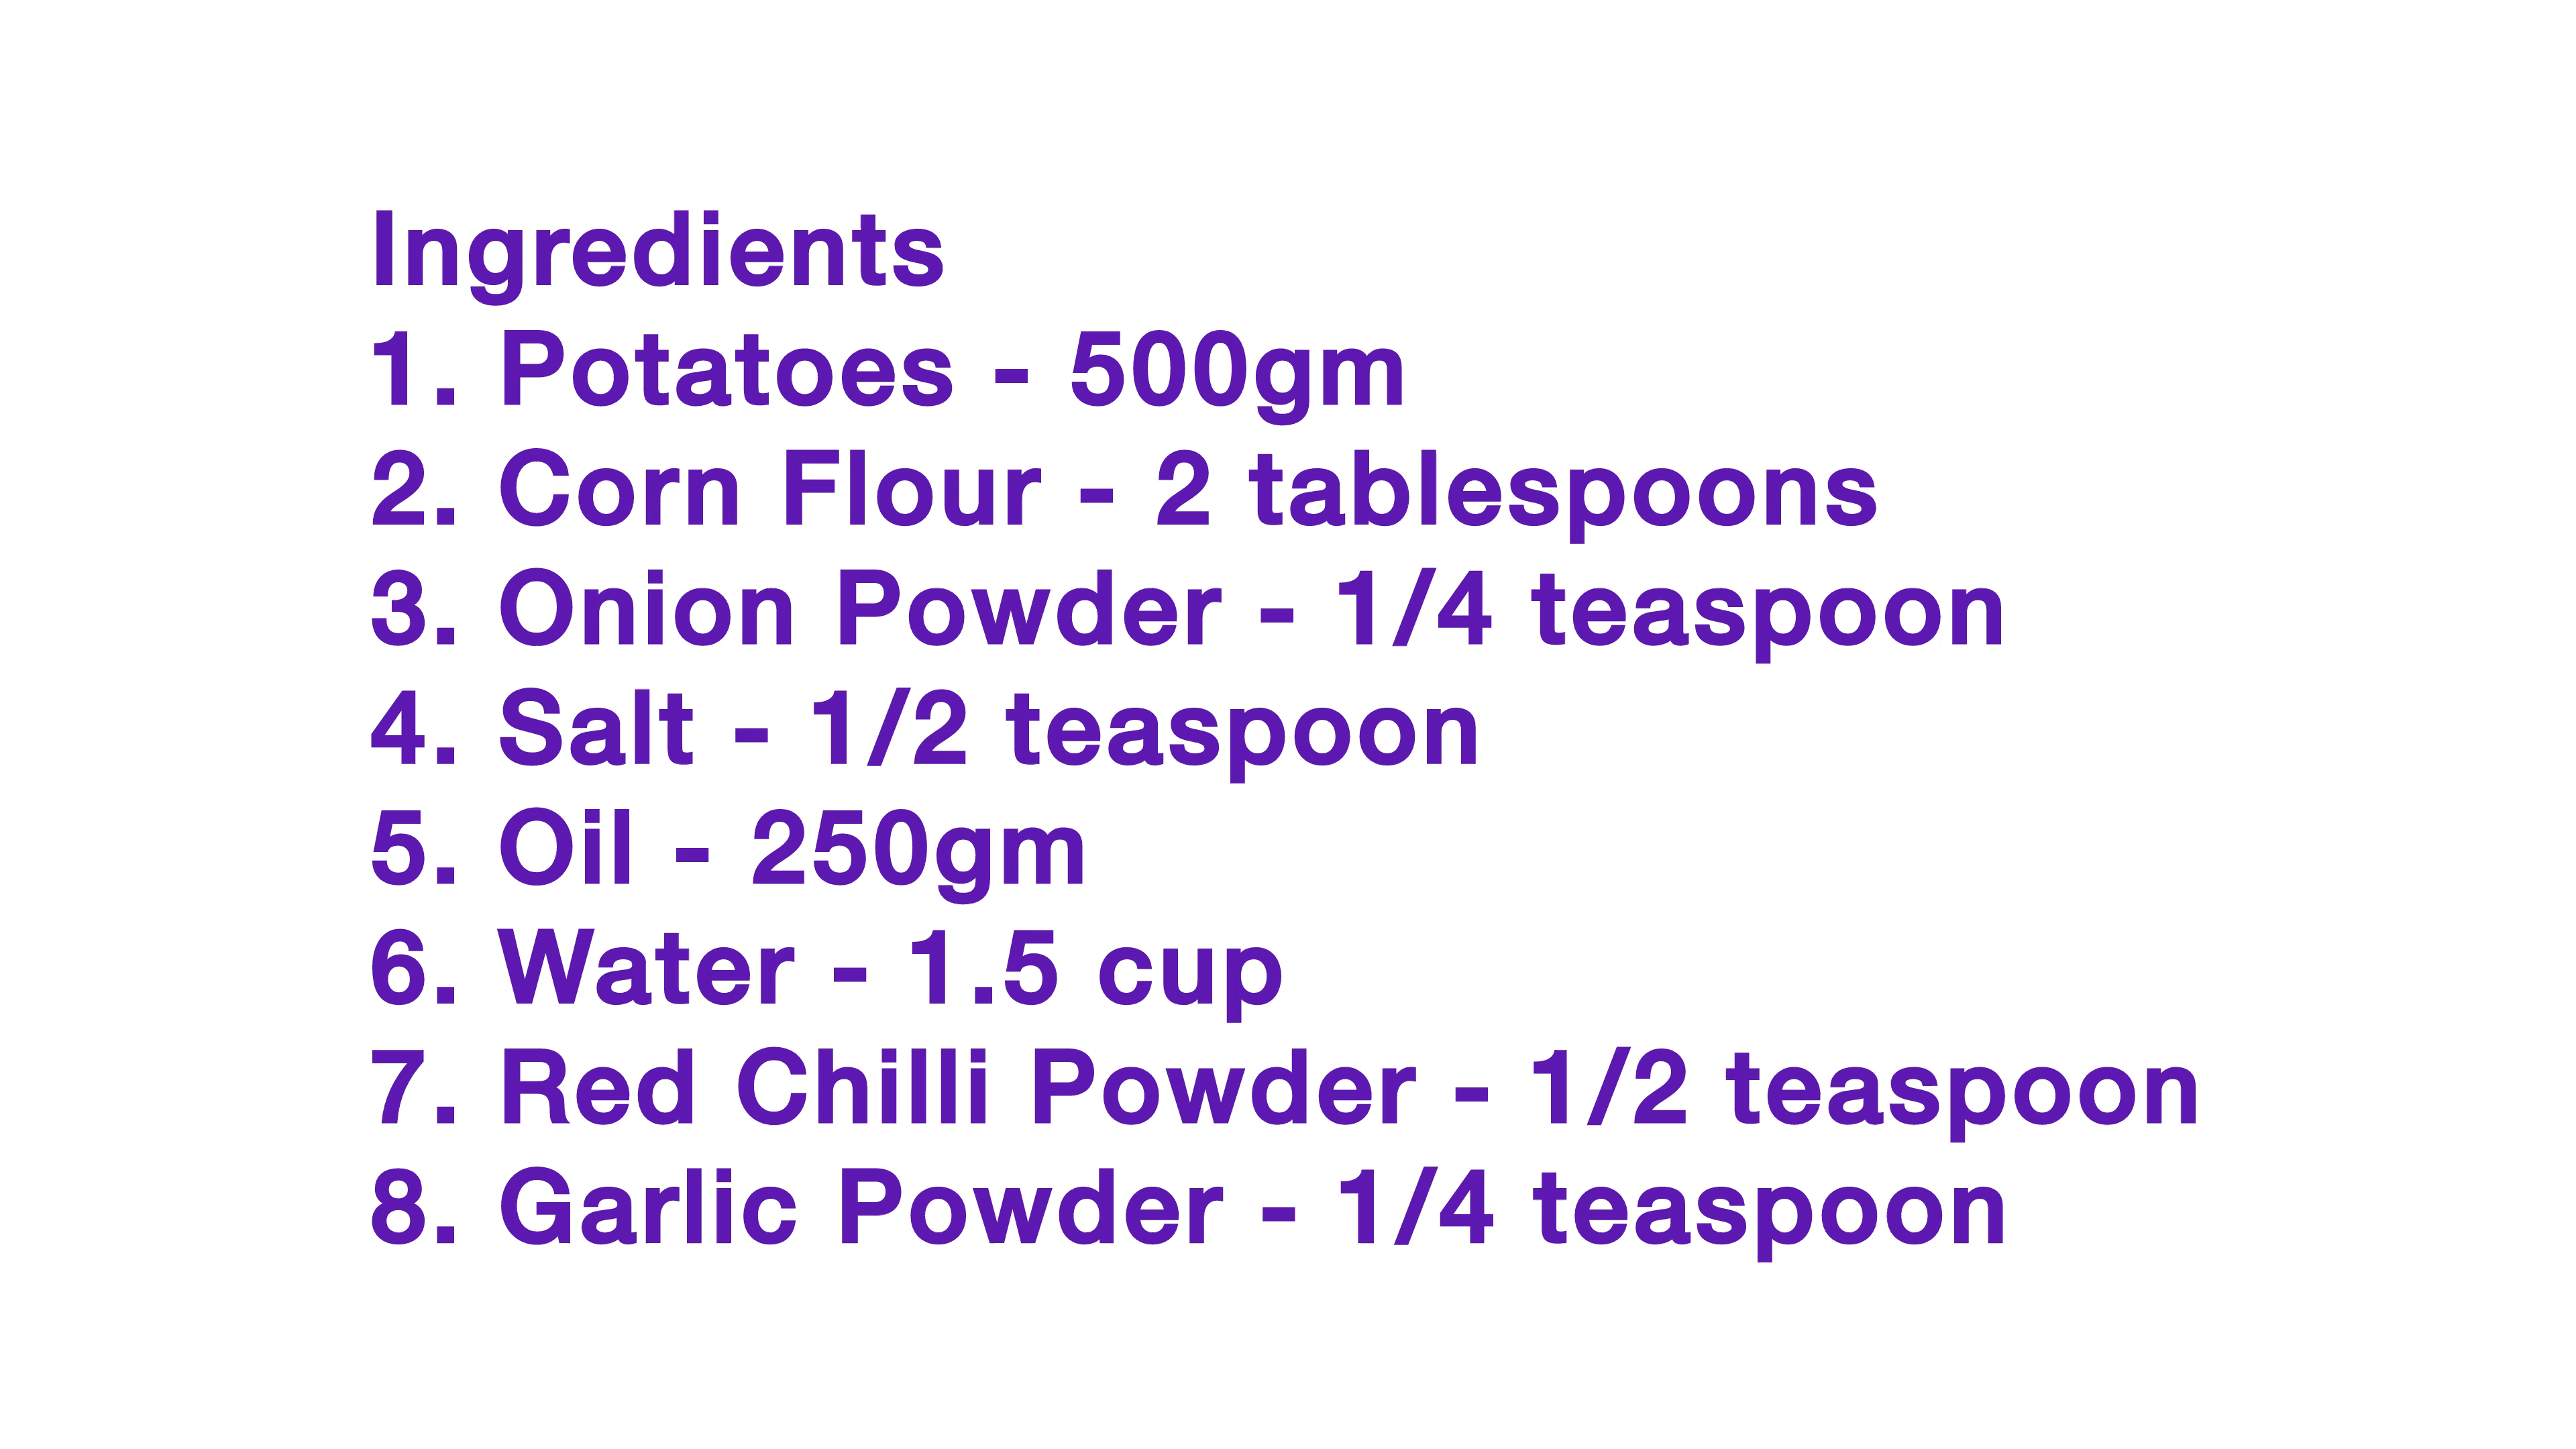 Ingredients
1. Potatoes - 500gm
2. Corn Flour - 2 tablespoons
3. Onion Powder - 1/4 teaspoon
4. Salt - 1/2 teaspoon
5. Oil - 250gm
6. Water - 1.5 cup
7. Red Chilli Powder - 1/2 teaspoon
8. Garlic Powder - 1/4 teaspoon